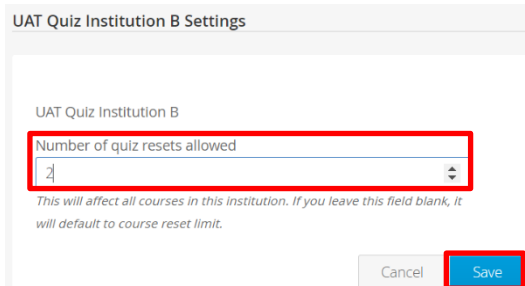 UAT Quiz Institution B Settings
UAT Quiz Institution B
Number of quiz resets allowed
2
This will affect all courses in this institution. If you leave this field blank, it
will default to course reset limit.
Cancel Save